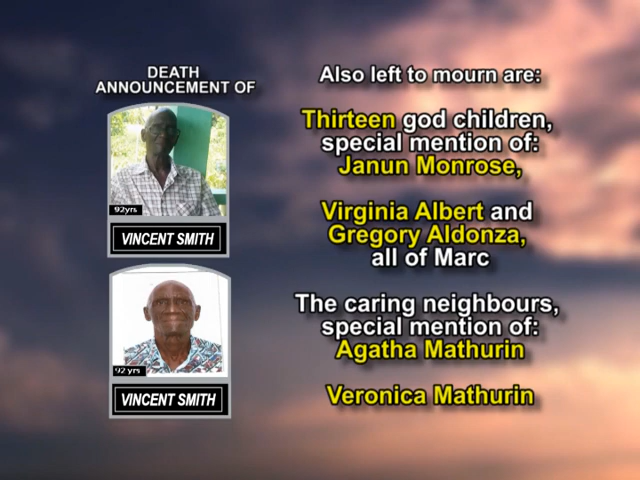 DEATH
ANNOUNCEMENT OF
92yrs
VINCENT SMITH
92 yrs
VINCENT SMITH
Also left to mourn are:
Thirteen god children,
special mention of:
Janun Monrose,
Virginia Albert and
Gregory Aldonza,
all of Marc
The caring neighbours,
special mention of:
Agatha Mathurin
Veronica Mathurin